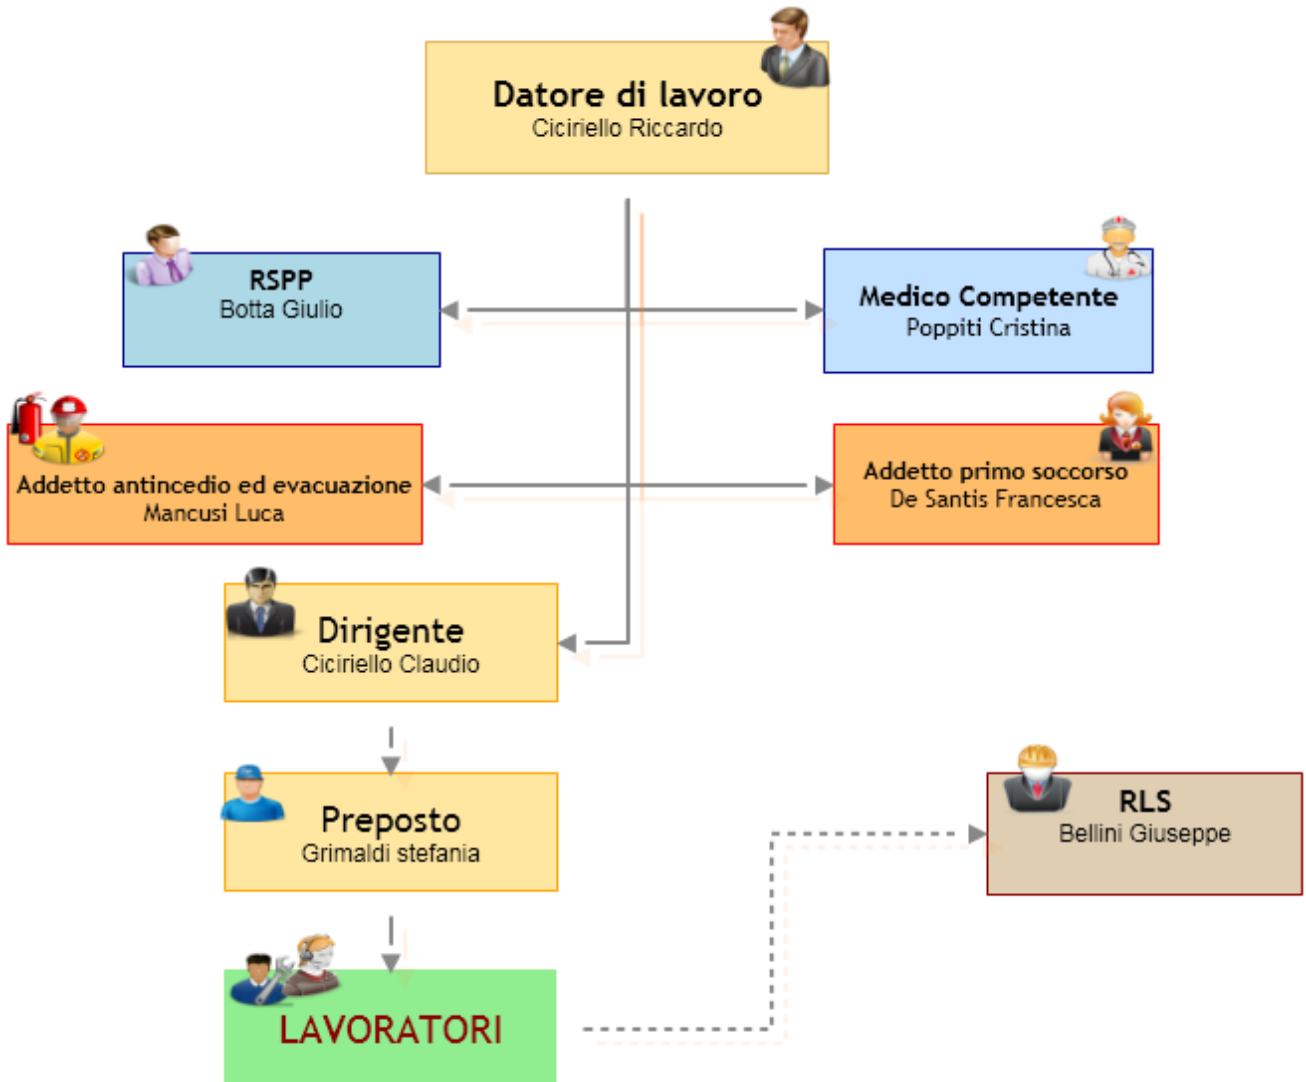 Datore di lavoro
Ciciriello Riccardo
RSPP
Botta Giulio
Medico Competente
Poppiti Cristina
Addetto antincedio ed evacuazione
Mancusi Luca
Addetto primo soccorso
De Santis Francesca
Dirigente
Ciciriello Claudio
Preposto
Grimaldi stefania
RLS
Bellini Giuseppe
LAVORATORI